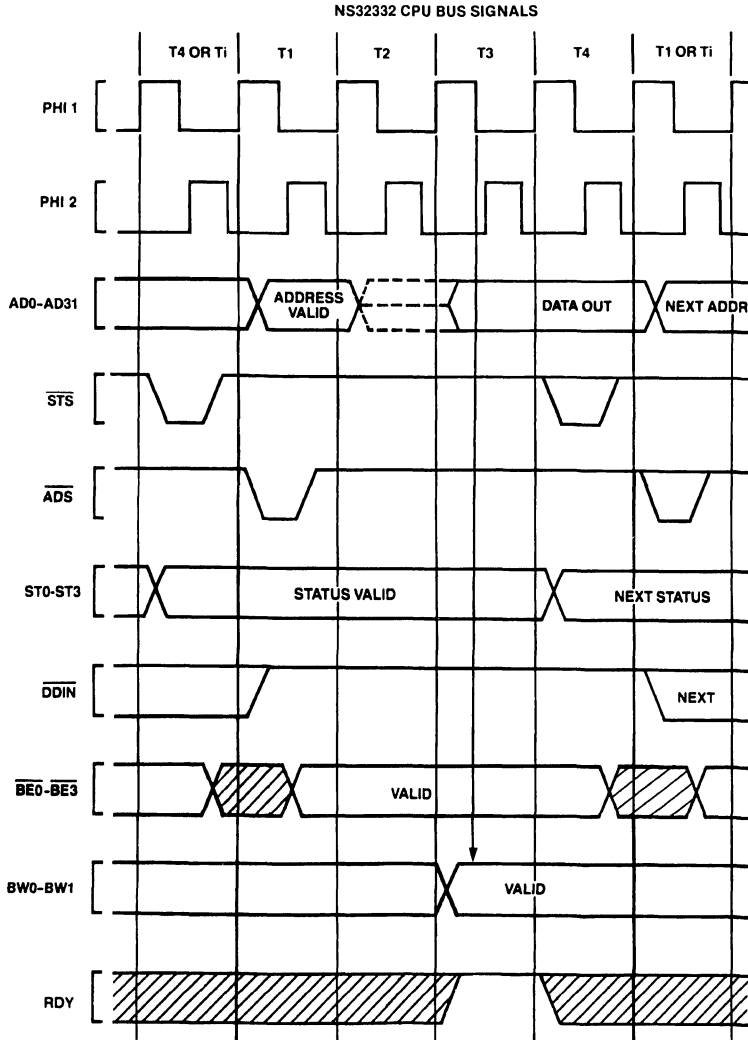 NS32332 CPU BUS SIGNALS
T4 OR Ti T1 T2 T3 T4 T1 OR Ti
PHI 1
PHI 2
AD0-AD31
ADDRESS
VALID
DATA OUT
NEXT ADDR
STS
ADS
ST0-ST3
STATUS VALID
NEXT STATUS
DDIN
NEXT
BE0-BE3
VALID
BW0-BW1
VALID
RDY